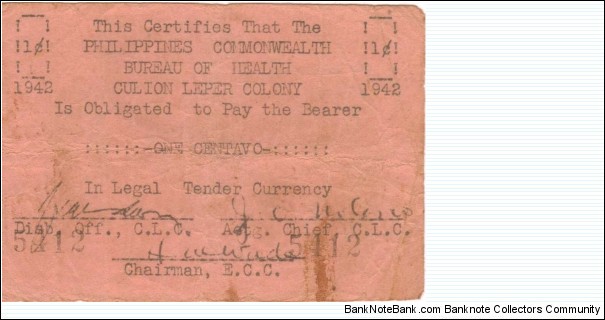 This Certifies That The
!1¢! PHILIPPINES COMMONWEALTH !1¢!
BUREAU OF HEALTH
1942 CULION LEPER COLONY 1942
Is Obligated to Pay the Bearer
::::::-ONE CENTAVO-::::::
In Legal Tender Currency
Disb. Off., C.L.C. Actg. Chief, C.L.C.
5412 5412
Chairman, E.C.C.
BanknoteBank.com Banknote Collectors Community